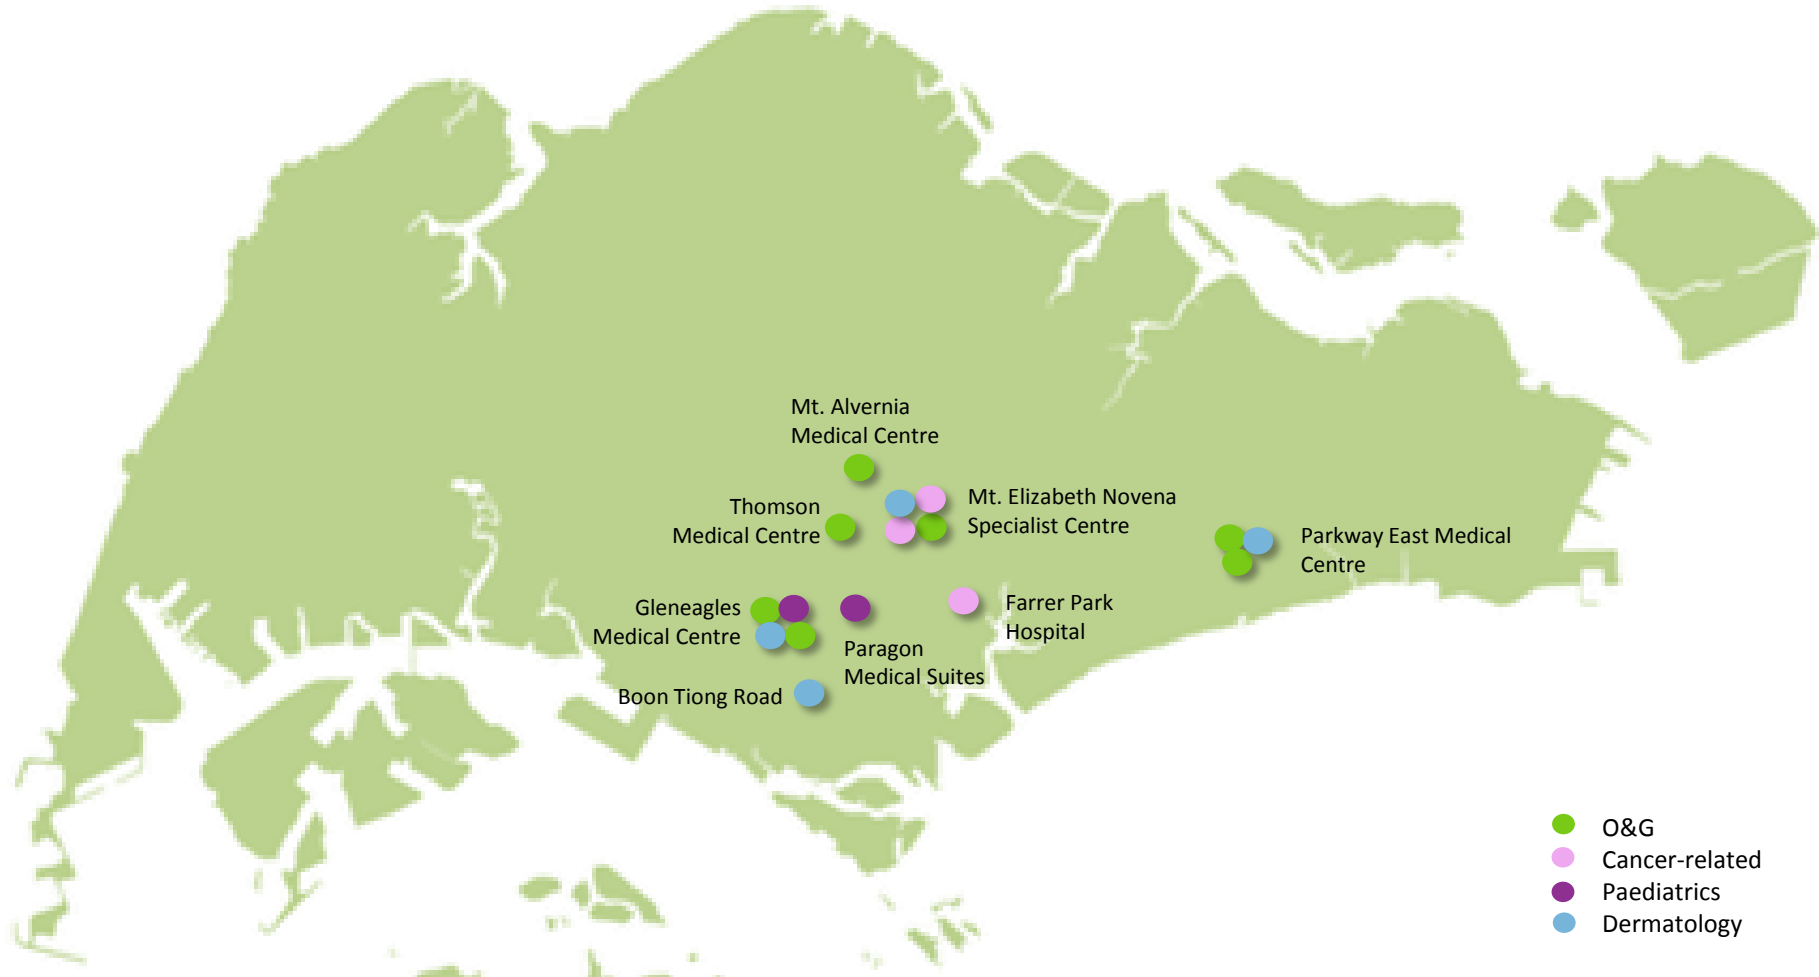 Mt. Alvernia
Medical Centre
Thomson
Medical Centre
Mt. Elizabeth Novena
Specialist Centre
Parkway East Medical
Centre
Gleneagles
Medical Centre
Farrer Park
Hospital
Paragon
Medical Suites
Boon Tiong Road
O&G
Cancer-related
Paediatrics
Dermatology